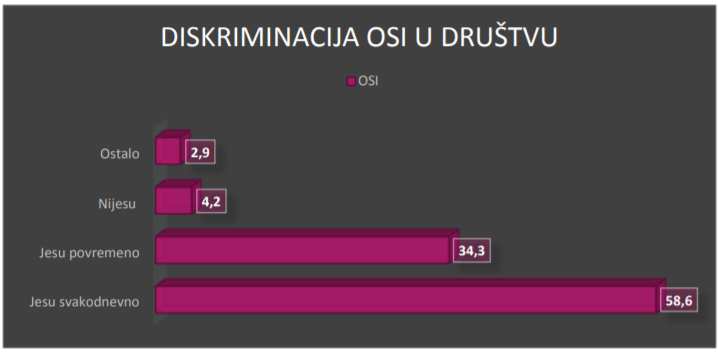 DISKRIMINACIJA OSI U DRUŠTVU
OSI
Ostalo 2,9
Nijesu 4,2
Jesu povremeno 34,3
Jesu svakodnevno 58,6